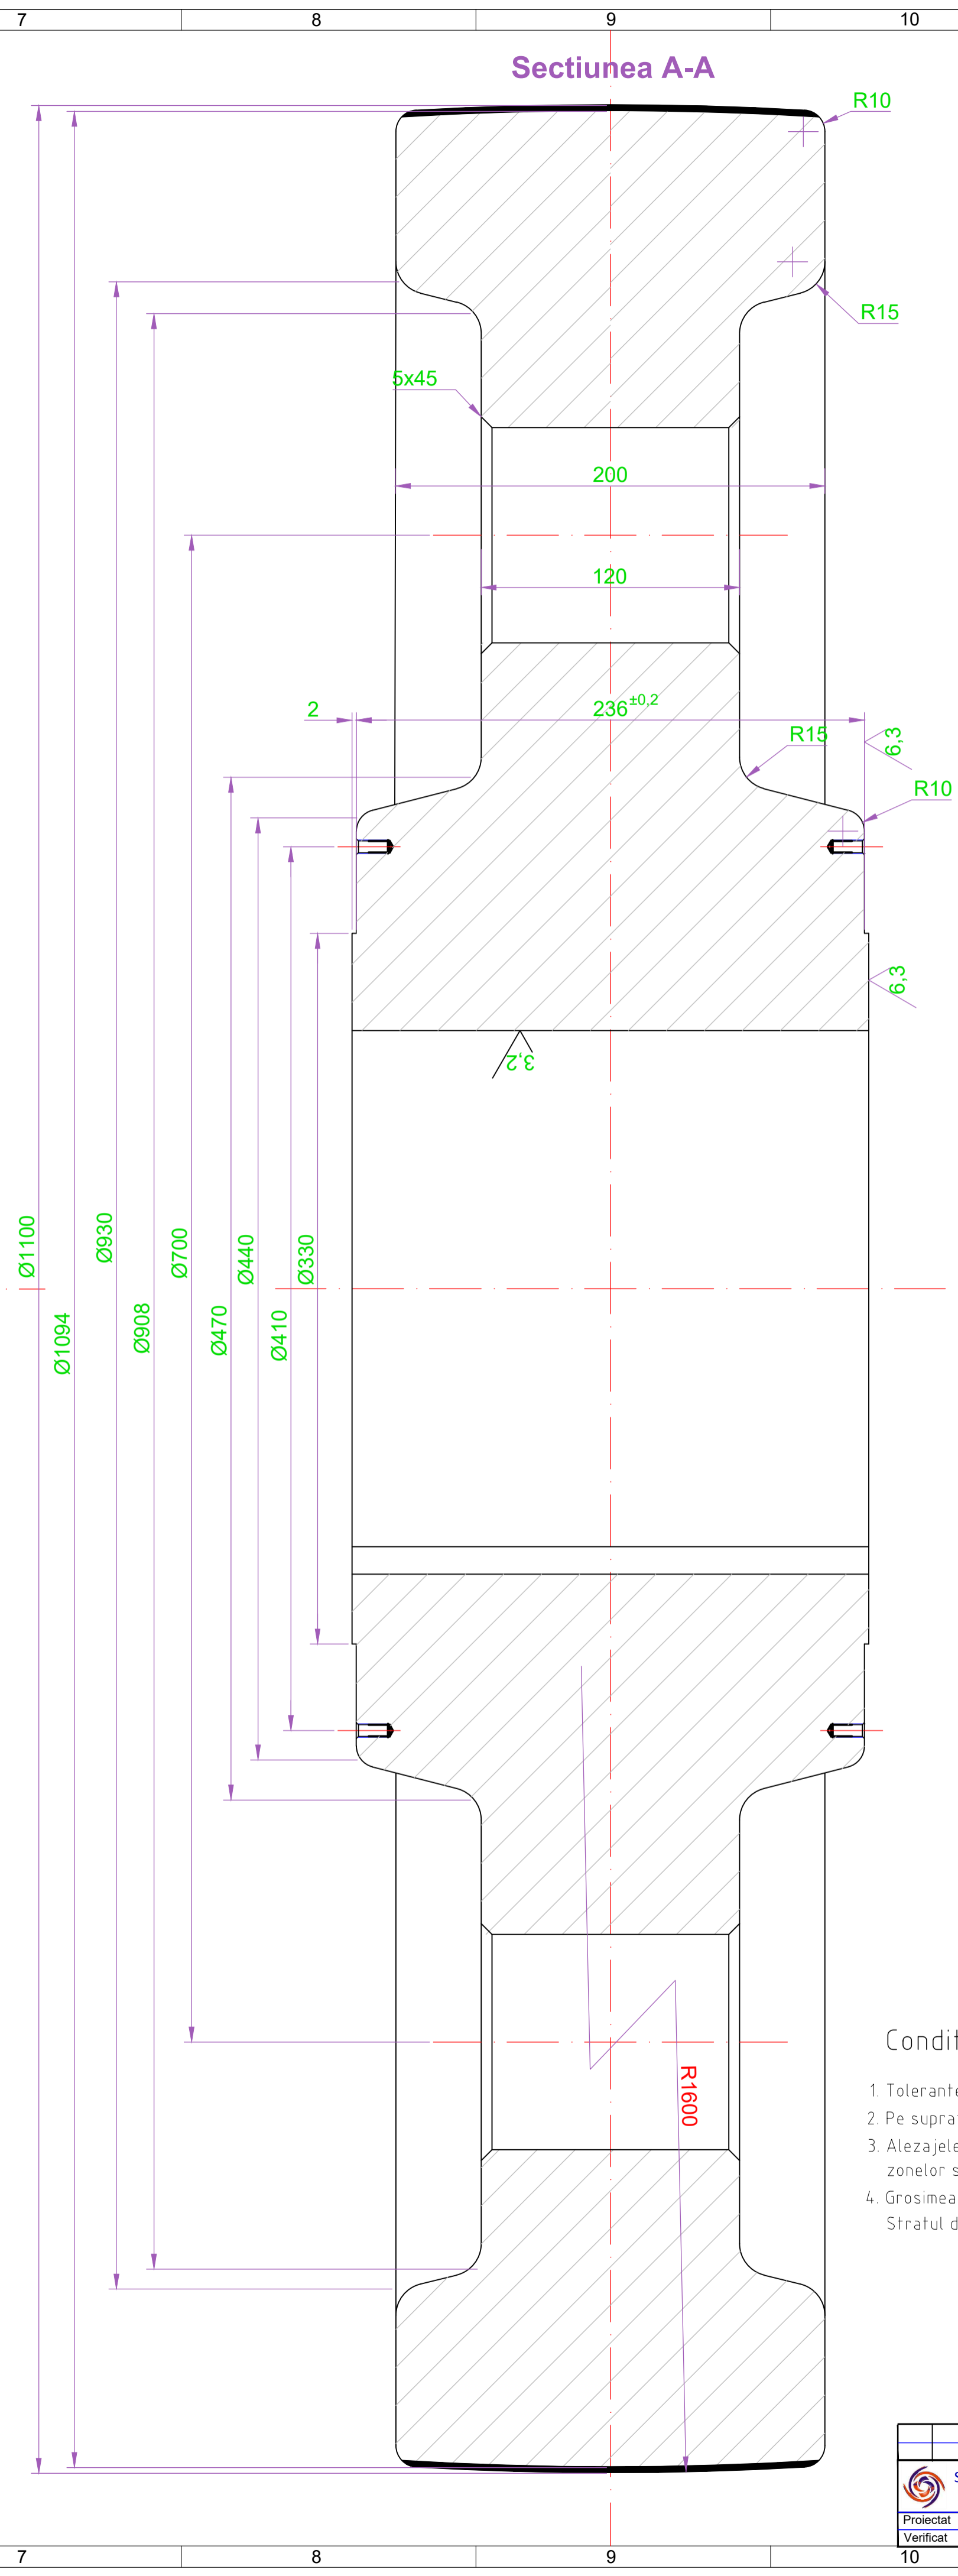 7 8 9 10
Sectiunea A-A
R10
R15
5x45
200
120
2
236±0,2
R15
6,3
R10
6,3
3,2
Ø1100
Ø1094
Ø930
Ø908
Ø700
Ø470
Ø440
Ø410
Ø330
R1600
Condit
1. Tolerante
2. Pe supra
3. Alezajele
zonelor s
4. Grosimea
Stratul d
S
Proiectat
Verificat
7 8 9 10